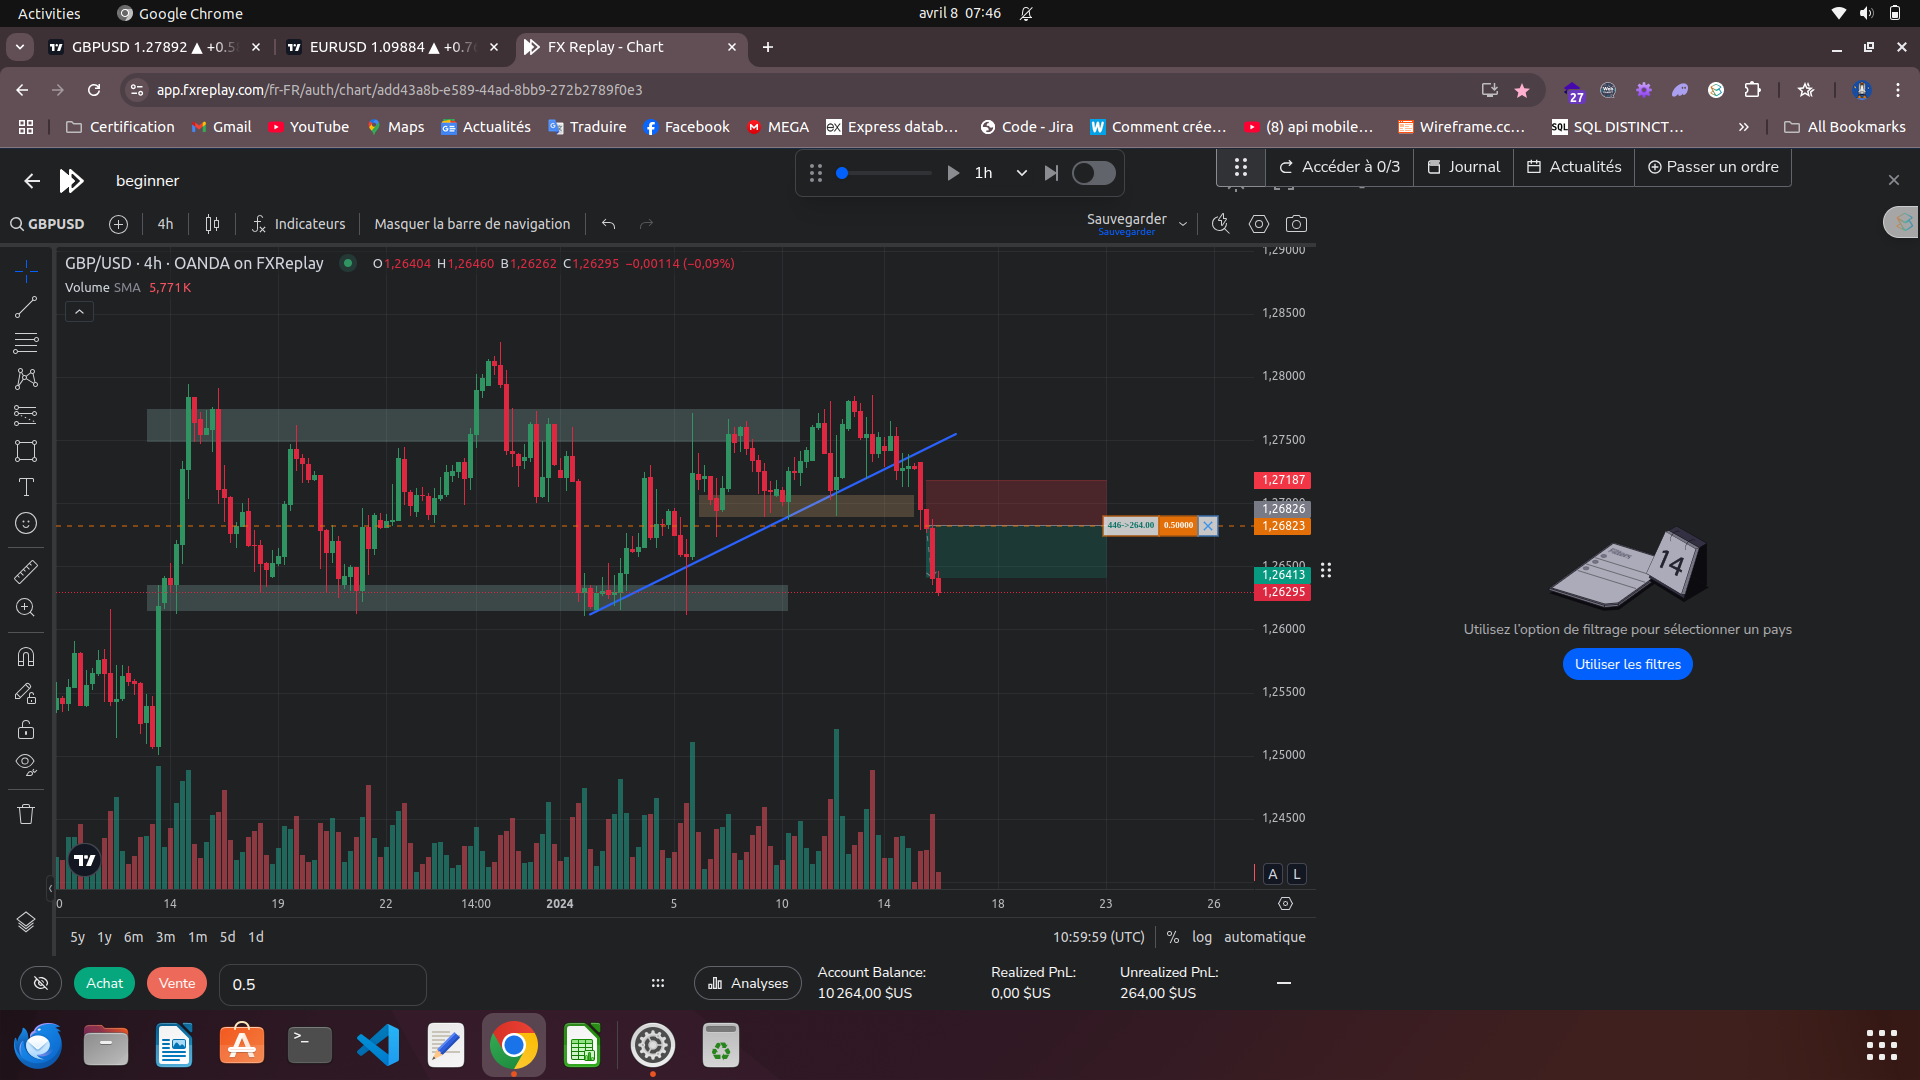 Activities
Google Chrome
avril 8 07:46
GBPUSD 1.27892 ▲ +0.5
EURUSD 1.09884 ▲ +0.7
FX Replay - Chart
app.fxreplay.com/fr-FR/auth/chart/add43a8b-e589-44ad-8bb9-272b2789f0e3
27
Certification
Gmail
YouTube
Maps
Actualités
Traduire
Facebook
MEGA
Express datab…
Code - Jira
Comment crée…
(8) api mobile…
Wireframe.cc…
SQL DISTINCT…
»
All Bookmarks
beginner
1h
Accéder à 0/3
Journal
Actualités
Passer un ordre
GBPUSD
4h
Indicateurs
Masquer la barre de navigation
Sauvegarder
Sauvegarder
GBP/USD · 4h · OANDA on FXReplay
O1,26404 H1,26460 B1,26262 C1,26295 −0,00114 (−0,09%)
Volume SMA 5,771K
1,29000
1,28500
1,28000
1,27500
1,27187
1,27000
1,26826
1,26823
446->264.00 0.50000
1,26500
1,26413
1,26295
1,26000
1,25500
1,25000
1,24500
A L
0 14 19 22 14:00 2024 5 10 14 18 23 26
5y 1y 6m 3m 1m 5d 1d
10:59:59 (UTC)
% log automatique
14
Utilisez l'option de filtrage pour sélectionner un pays
Utiliser les filtres
Achat
Vente
0.5
Analyses
Account Balance:
10 264,00 $US
Realized PnL:
0,00 $US
Unrealized PnL:
264,00 $US